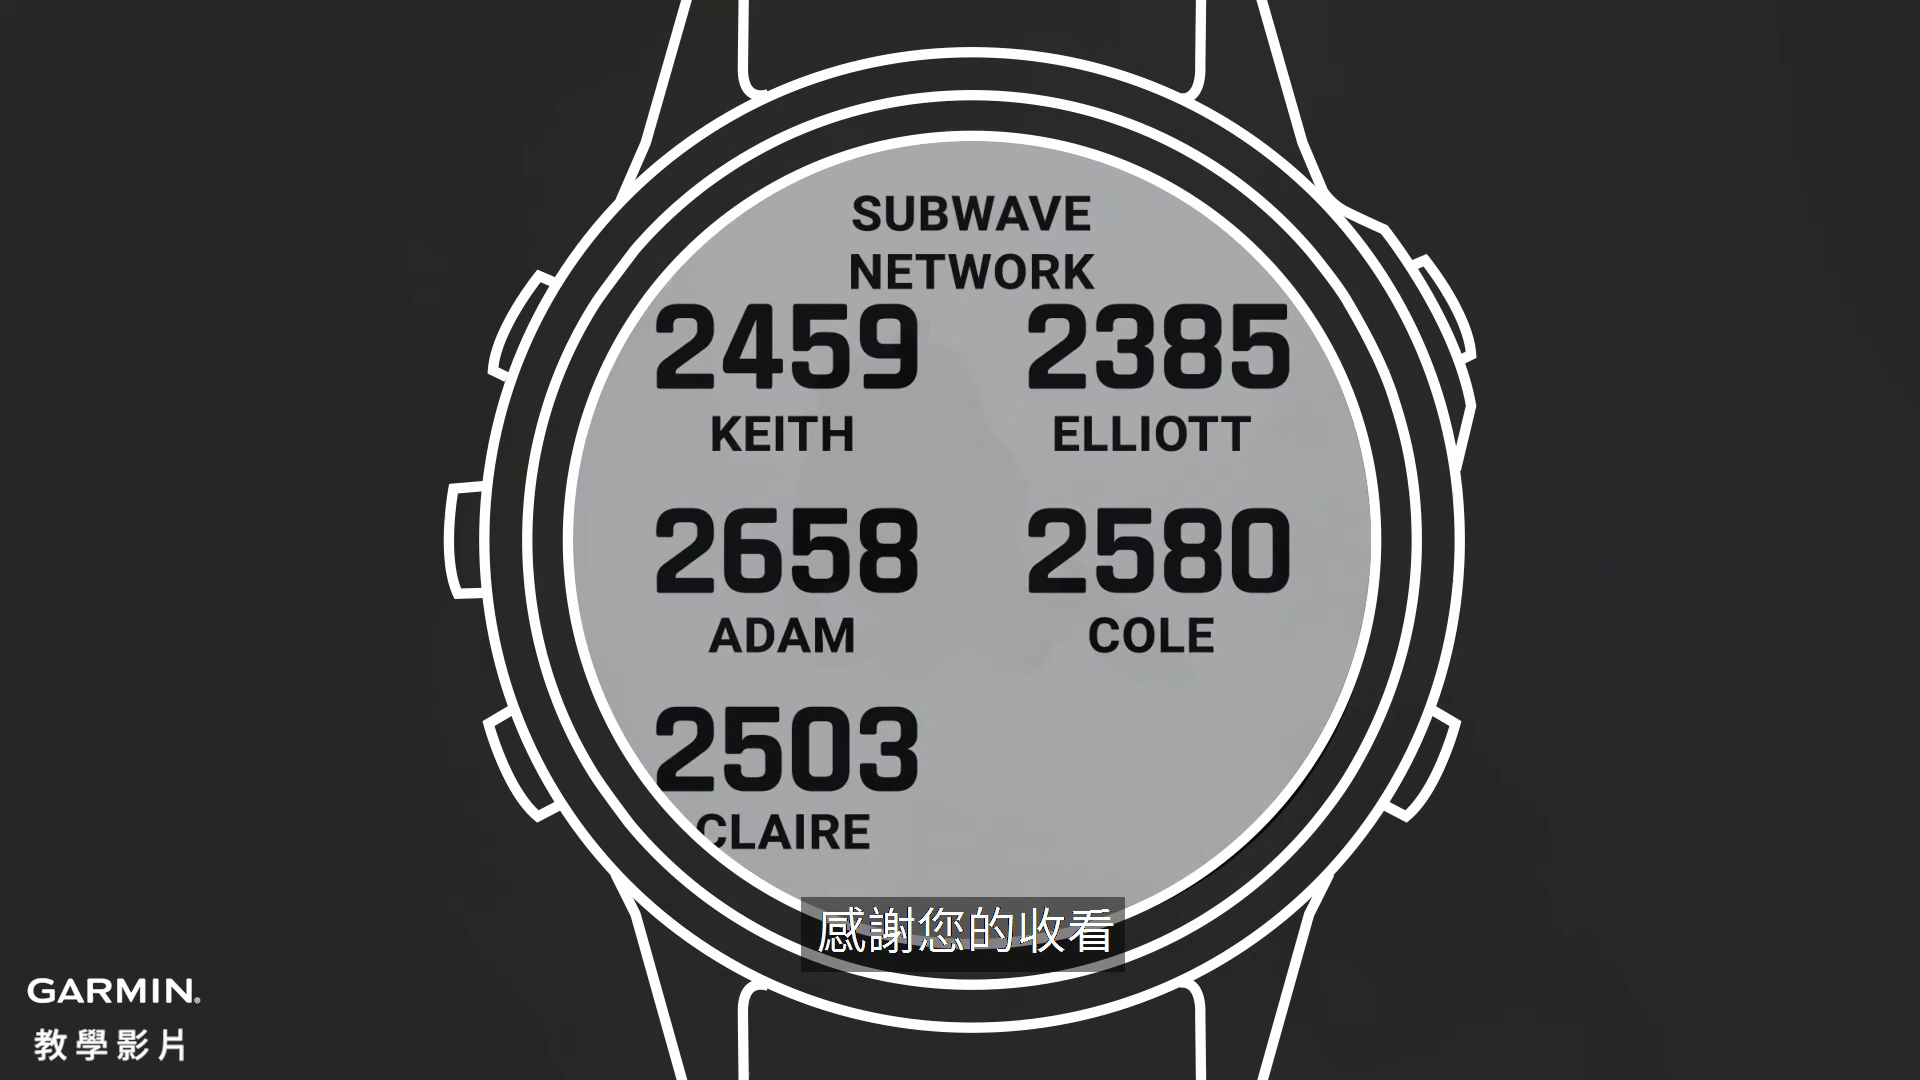 SUBWAVE
NETWORK
2459 2385
KEITH ELLIOTT
2658 2580
ADAM COLE
2503
CLAIRE
感謝您的收看
GARMIN®
教學影片